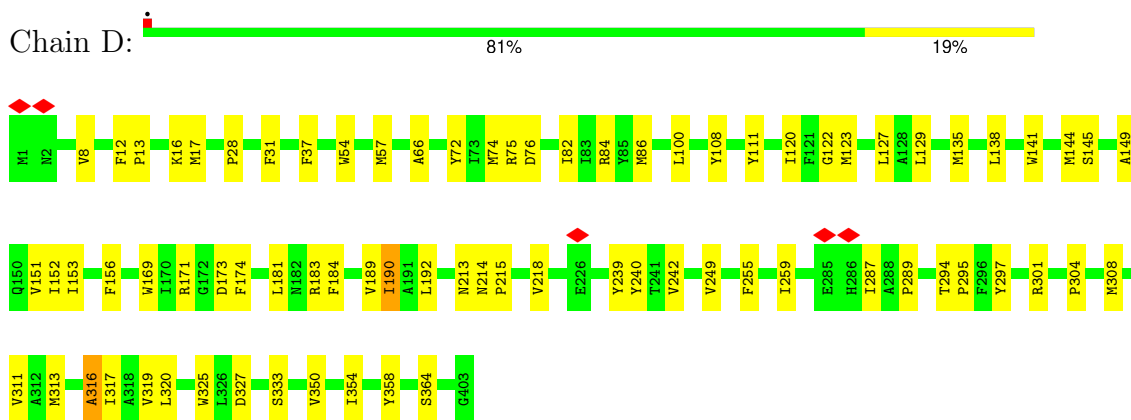 Chain D:
81% 19%
M1 N2 V8 F12 P13 K16 M17 P28 F31 F37 W54 M57 A66 Y72 I73 M74 R75 D76 I82 I83 R84 Y85 M86 L100 Y108 Y111 I120 F121 G122 M123 L127 A128 L129 M135 L138 W141 M144 S145 A149
Q150 V151 I152 I153 F156 W169 I170 R171 G172 D173 F174 L181 N182 R183 F184 V189 I190 A191 L192 N213 N214 P215 V218 E226 Y239 Y240 T241 V242 V249 F255 I259 E285 H286 I287 A288 P289 T294 P295 F296 Y297 R301 P304 M308
V311 A312 M313 A316 I317 A318 V319 L320 W325 L326 D327 S333 V350 I354 Y358 S364 G403